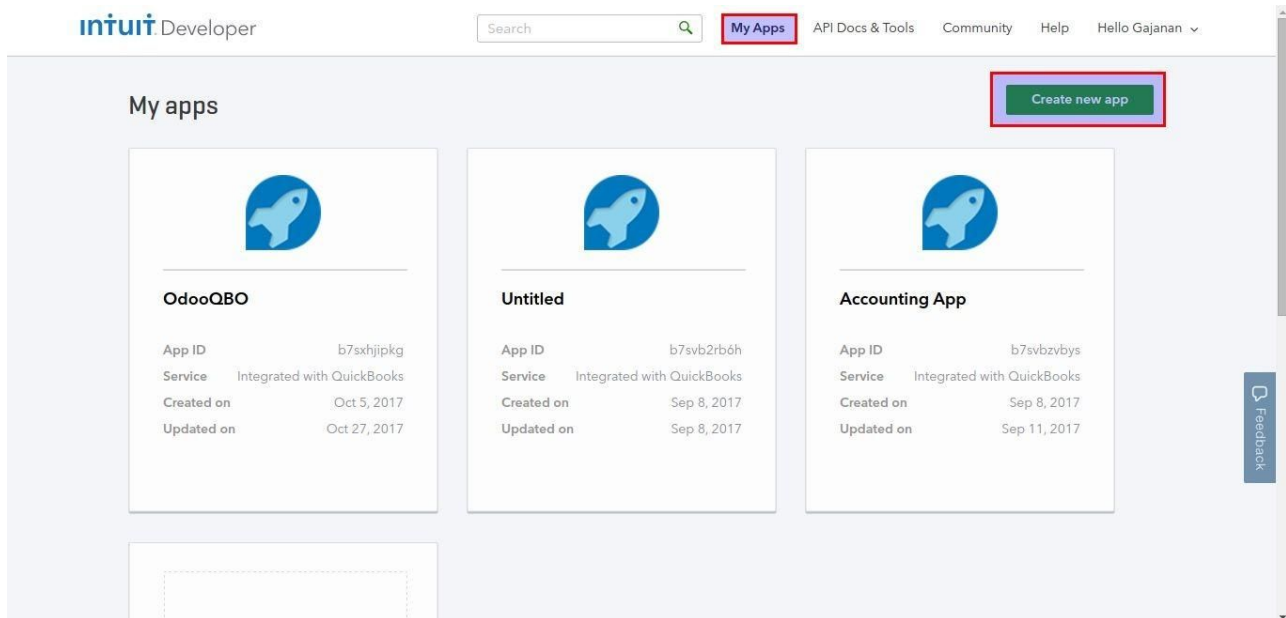 intuit Developer
Search
My Apps
API Docs & Tools
Community
Help
Hello Gajanan
My apps
Create new app
OdooQBO
App ID b7sxhjipkg
Service Integrated with QuickBooks
Created on Oct 5, 2017
Updated on Oct 27, 2017
Untitled
App ID b7svb2rb6h
Service Integrated with QuickBooks
Created on Sep 8, 2017
Updated on Sep 8, 2017
Accounting App
App ID b7svbzvbys
Service Integrated with QuickBooks
Created on Sep 8, 2017
Updated on Sep 11, 2017
Feedback